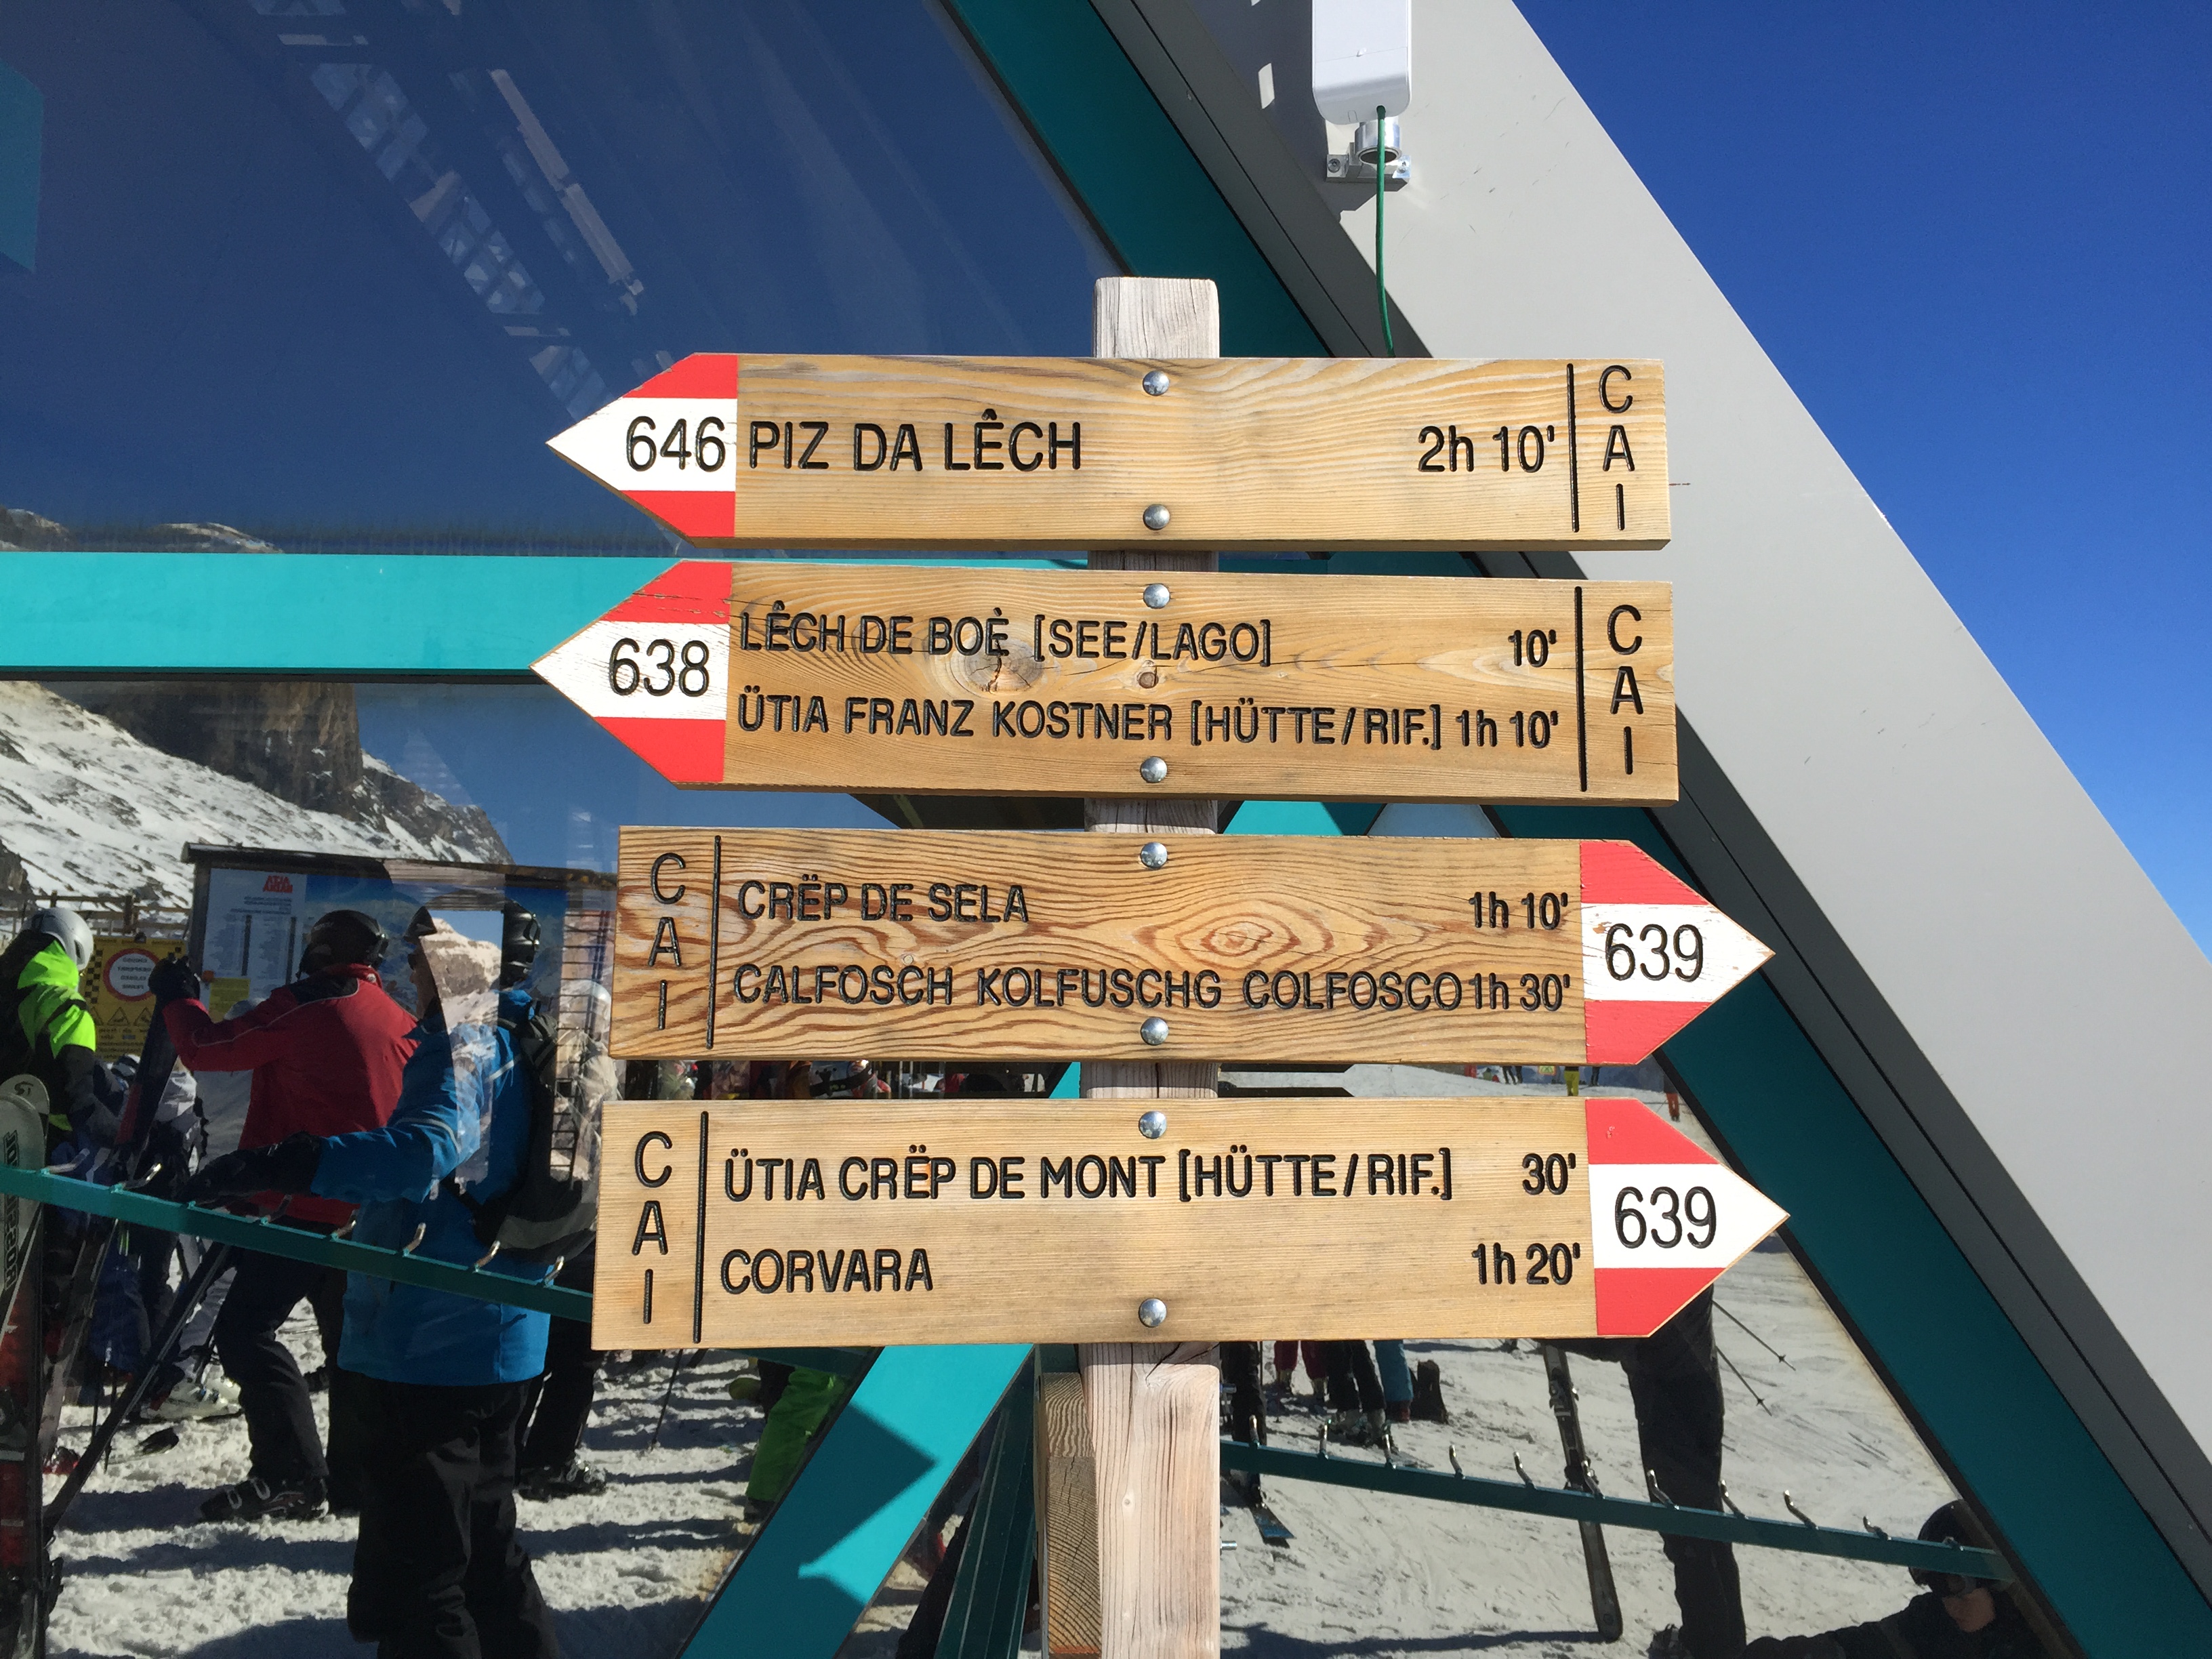 646 PIZ DA LÊCH 2h 10' CAI
638 LÊCH DE BOÈ [SEE/LAGO] 10' CAI
ÜTIA FRANZ KOSTNER [HÜTTE/RIF.] 1h 10'
CAI CRËP DE SELA 1h 10' 639
CALFOSCH KOLFUSCHG COLFOSCO 1h 30'
CAI ÜTIA CRËP DE MONT [HÜTTE/RIF.] 30' 639
CORVARA 1h 20'